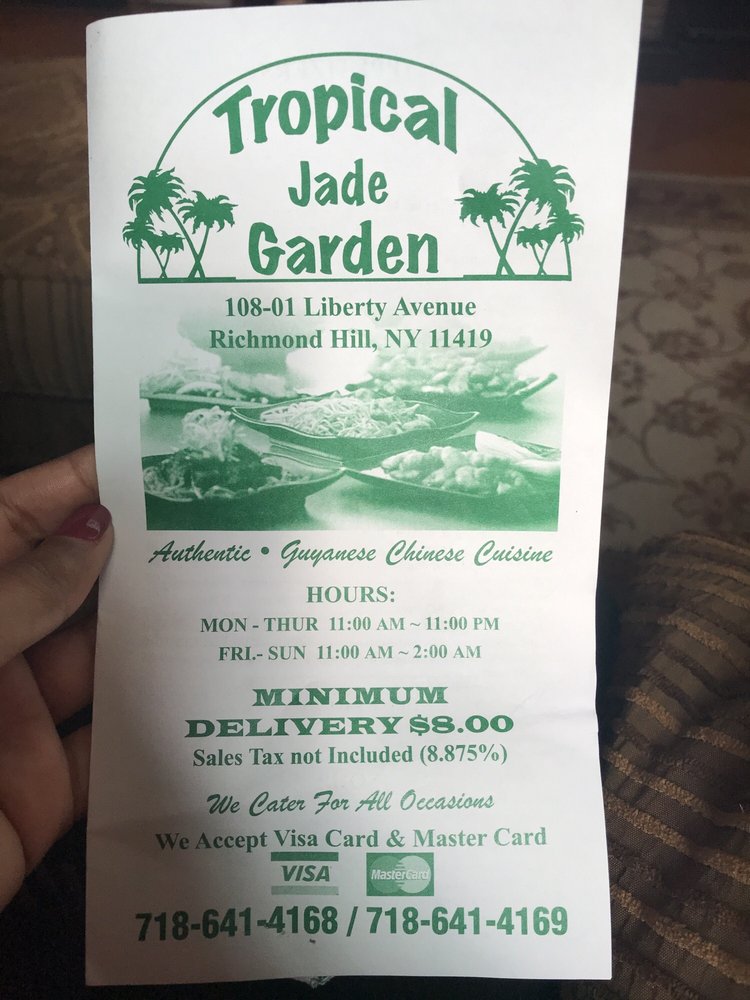 Tropical
Jade
Garden
108-01 Liberty Avenue
Richmond Hill, NY 11419
Authentic • Guyanese Chinese Cuisine
HOURS:
MON - THUR 11:00 AM ~ 11:00 PM
FRI.- SUN 11:00 AM ~ 2:00 AM
MINIMUM
DELIVERY $8.00
Sales Tax not Included (8.875%)
We Cater For All Occasions
We Accept Visa Card & Master Card
VISA MasterCard
718-641-4168 / 718-641-4169